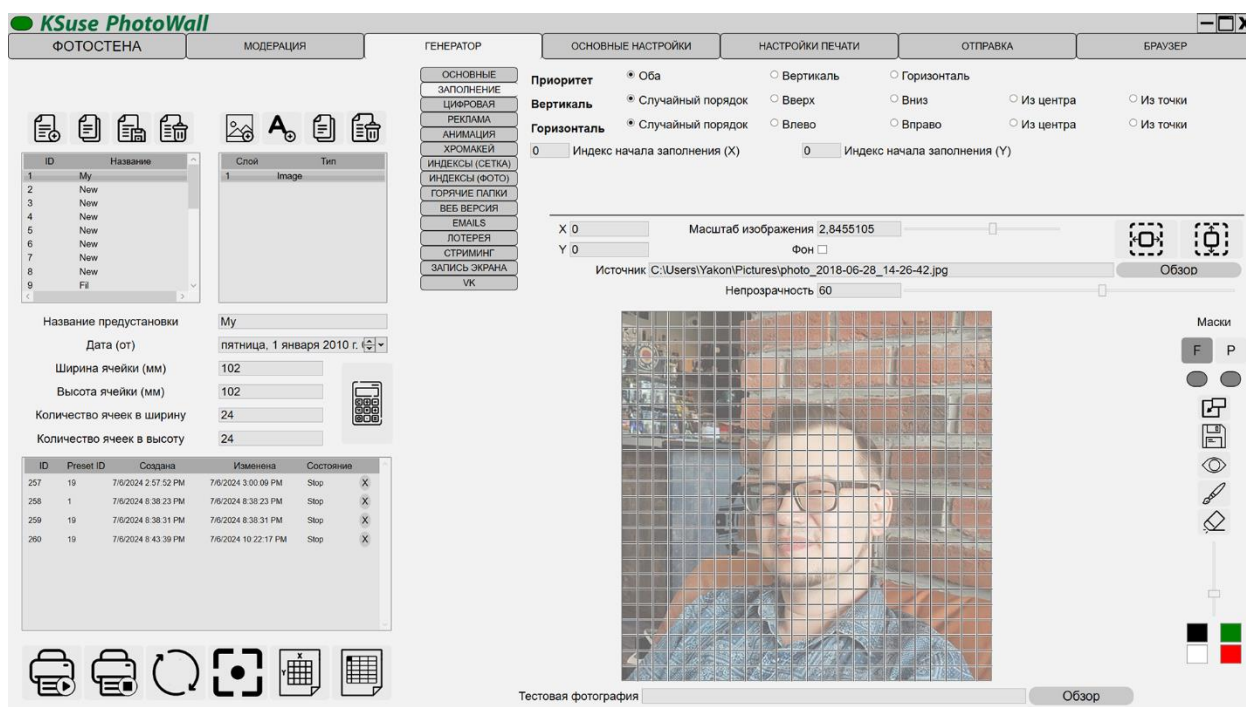 KSuse PhotoWall
ФОТОСТЕНА МОДЕРАЦИЯ ГЕНЕРАТОР ОСНОВНЫЕ НАСТРОЙКИ НАСТРОЙКИ ПЕЧАТИ ОТПРАВКА БРАУЗЕР
ID Название
1 My
2 New
3 New
4 New
5 New
6 New
7 New
8 New
9 Fil
Слой Тип
1 Image
Название предустановки My
Дата (от) пятница, 1 января 2010 г.
Ширина ячейки (мм) 102
Высота ячейки (мм) 102
Количество ячеек в ширину 24
Количество ячеек в высоту 24
ID Preset ID Создана Изменена Состояние
257 19 7/6/2024 2:57:52 PM 7/6/2024 3:00:09 PM Stop X
258 1 7/6/2024 8:38:23 PM 7/6/2024 8:38:23 PM Stop X
259 19 7/6/2024 8:38:31 PM 7/6/2024 8:38:31 PM Stop X
260 19 7/6/2024 8:43:39 PM 7/6/2024 10:22:17 PM Stop X
ОСНОВНЫЕ
ЗАПОЛНЕНИЕ
ЦИФРОВАЯ
РЕКЛАМА
АНИМАЦИЯ
ХРОМАКЕЙ
ИНДЕКСЫ (СЕТКА)
ИНДЕКСЫ (ФОТО)
ГОРЯЧИЕ ПАПКИ
ВЕБ ВЕРСИЯ
EMAILS
ЛОТЕРЕЯ
СТРИМИНГ
ЗАПИСЬ ЭКРАНА
VK
Приоритет Оба Вертикаль Горизонталь
Вертикаль Случайный порядок Вверх Вниз Из центра Из точки
Горизонталь Случайный порядок Влево Вправо Из центра Из точки
0 Индекс начала заполнения (X) 0 Индекс начала заполнения (Y)
X 0 Масштаб изображения 2,8455105
Y 0 Фон
Источник C:\Users\Yakon\Pictures\photo_2018-06-28_14-26-42.jpg Обзор
Непрозрачность 60
Маски
F P
Тестовая фотография Обзор